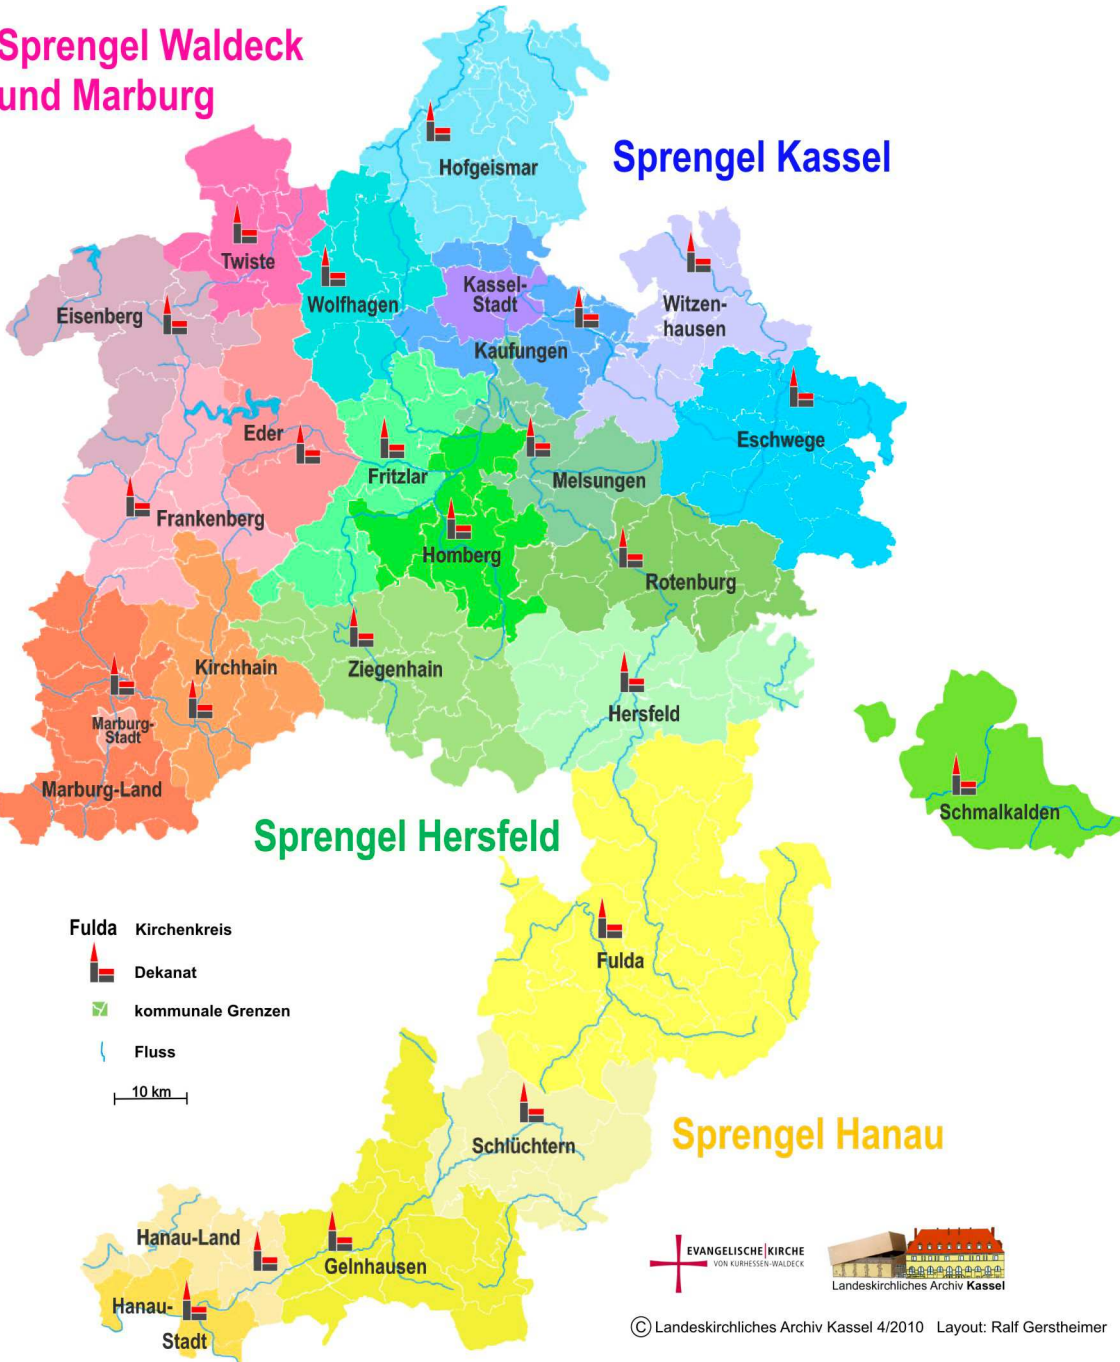 Sprengel Waldeck
und Marburg
Hofgeismar
Sprengel Kassel
Twiste
Wolfhagen
Kassel-
Stadt
Witzen-
hausen
Eisenberg
Kaufungen
Eder
Fritzlar
Melsungen
Eschwege
Frankenberg
Homberg
Rotenburg
Kirchhain
Ziegenhain
Hersfeld
Marburg-
Stadt
Marburg-Land
Schmalkalden
Sprengel Hersfeld
Fulda Kirchenkreis
Dekanat
kommunale Grenzen
Fluss
10 km
Fulda
Schlüchtern
Sprengel Hanau
Hanau-Land
Gelnhausen
Hanau-
Stadt
EVANGELISCHE KIRCHE
VON KURHESSEN-WALDECK
Landeskirchliches Archiv Kassel
© Landeskirchliches Archiv Kassel 4/2010 Layout: Ralf Gerstheimer